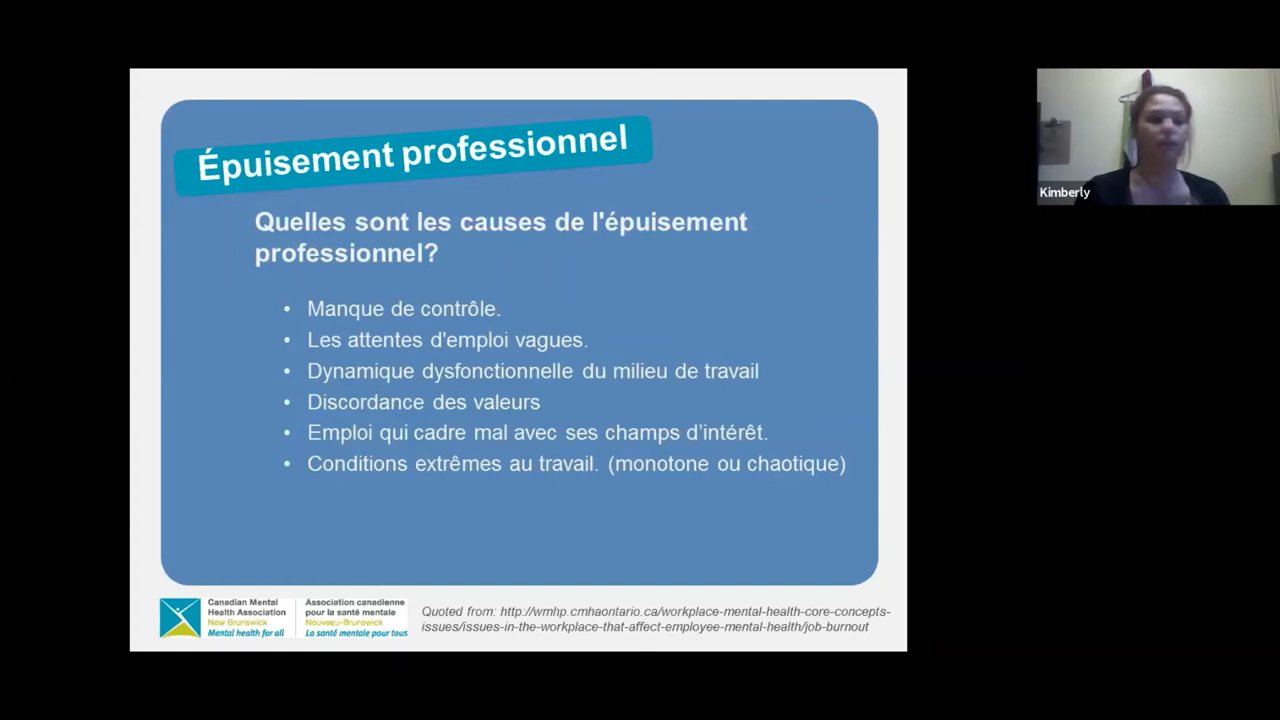 Épuisement professionnel
Quelles sont les causes de l'épuisement
professionnel?
• Manque de contrôle.
• Les attentes d'emploi vagues.
• Dynamique dysfonctionnelle du milieu de travail
• Discordance des valeurs
• Emploi qui cadre mal avec ses champs d’intérêt.
• Conditions extrêmes au travail. (monotone ou chaotique)
Kimberly
Canadian Mental
Health Association
New Brunswick
Mental health for all
Association canadienne
pour la santé mentale
Nouveau-Brunswick
La santé mentale pour tous
Quoted from: http://wmhp.cmhaontario.ca/workplace-mental-health-core-concepts-
issues/issues-in-the-workplace-that-affect-employee-mental-health/job-burnout